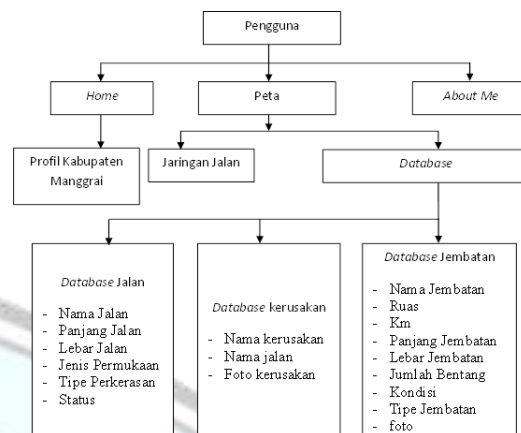 Pengguna
Home
Peta
About Me
Profil Kabupaten
Manggrai
Jaringan Jalan
Database
Database Jalan
- Nama Jalan
- Panjang Jalan
- Lebar Jalan
- Jenis Permukaan
- Tipe Perkerasan
- Status
Database kerusakan
- Nama kerusakan
- Nama jalan
- Foto kerusakan
Database Jembatan
- Nama Jembatan
- Ruas
- Km
- Panjang Jembatan
- Lebar Jembatan
- Jumlah Bentang
- Kondisi
- Tipe Jembatan
- foto